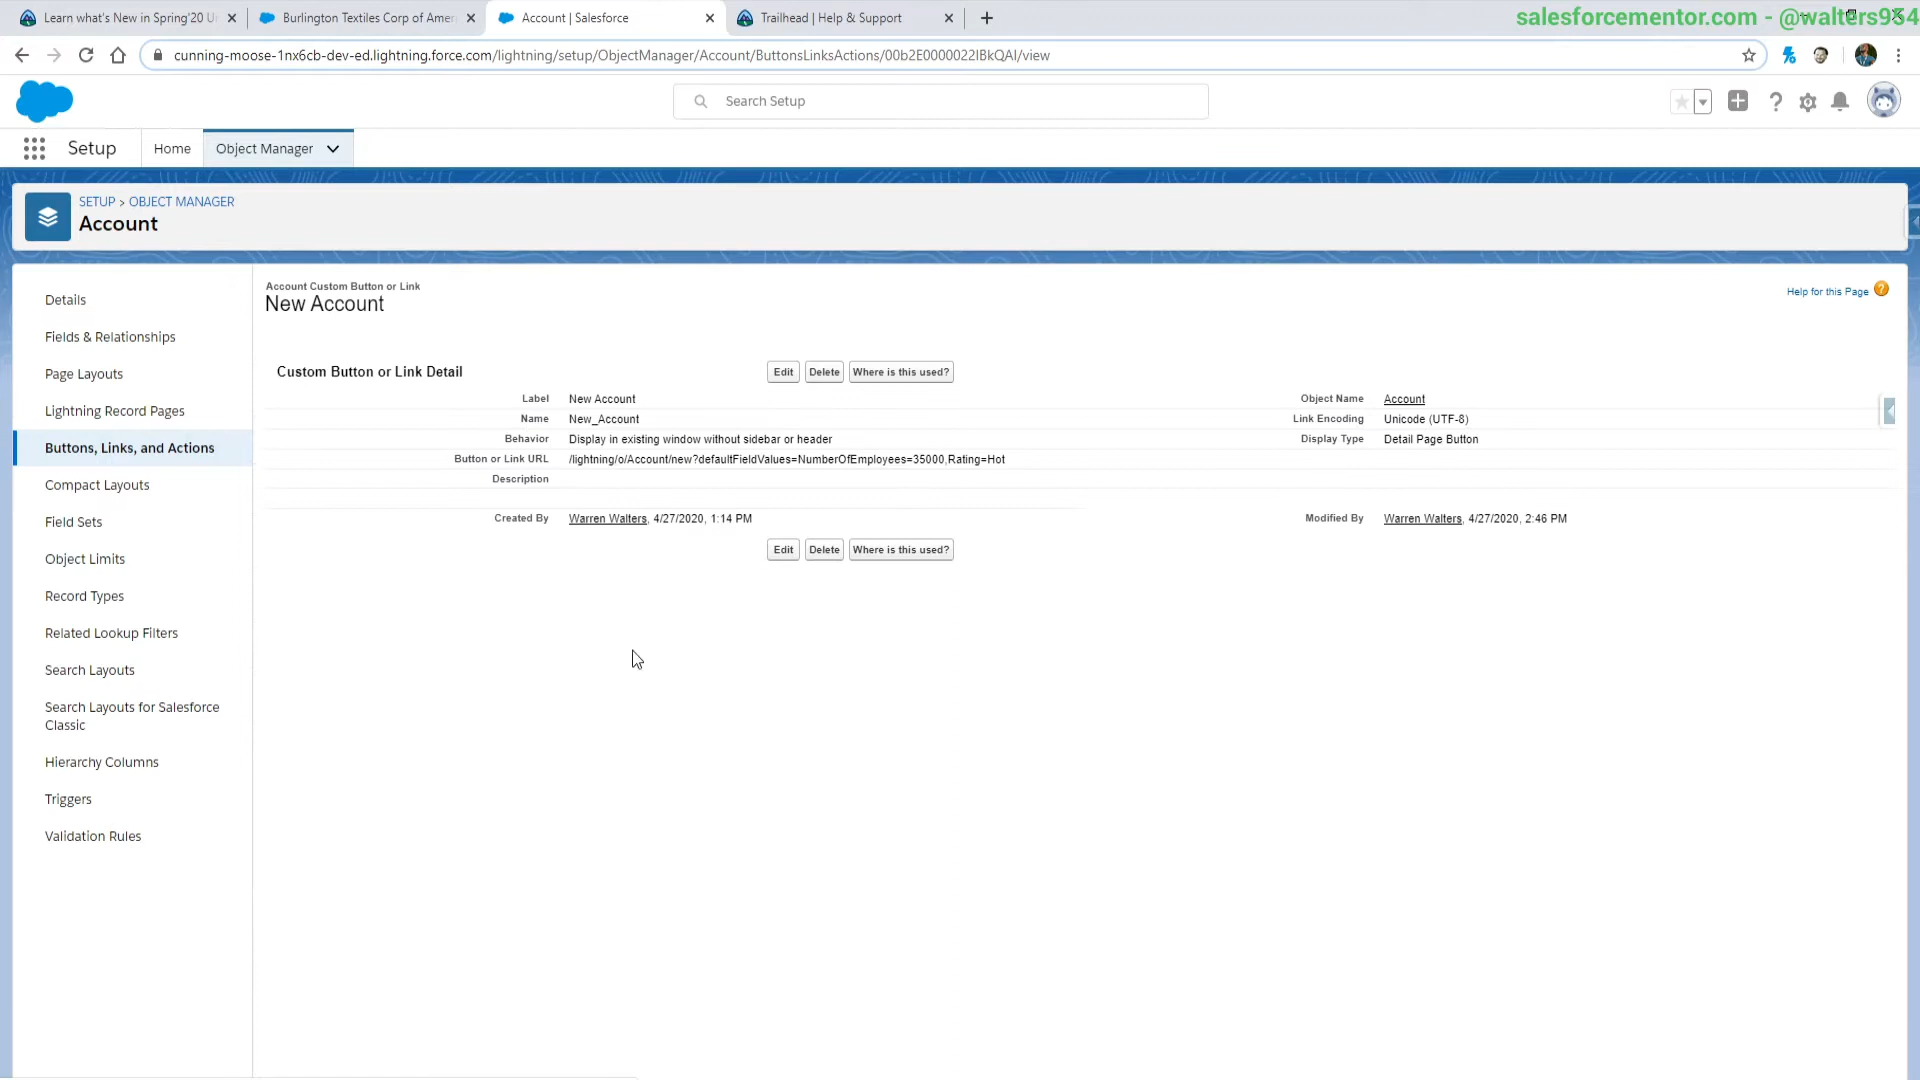 Learn what's New in Spring'20 U
Burlington Textiles Corp of Amer
Account | Salesforce
Trailhead | Help & Support
salesforcementor.com - @walters954
cunning-moose-1nx6cb-dev-ed.lightning.force.com/lightning/setup/ObjectManager/Account/ButtonsLinksActions/00b2E0000022IBkQAI/view
Search Setup
Setup
Home
Object Manager
SETUP > OBJECT MANAGER
Account
Details
Fields & Relationships
Page Layouts
Lightning Record Pages
Buttons, Links, and Actions
Compact Layouts
Field Sets
Object Limits
Record Types
Related Lookup Filters
Search Layouts
Search Layouts for Salesforce
Classic
Hierarchy Columns
Triggers
Validation Rules
Account Custom Button or Link
New Account
Help for this Page ?
Custom Button or Link Detail
Edit Delete Where is this used?
Label New Account Object Name Account
Name New_Account Link Encoding Unicode (UTF-8)
Behavior Display in existing window without sidebar or header Display Type Detail Page Button
Button or Link URL /lightning/o/Account/new?defaultFieldValues=NumberOfEmployees=35000,Rating=Hot
Description
Created By Warren Walters, 4/27/2020, 1:14 PM Modified By Warren Walters, 4/27/2020, 2:46 PM
Edit Delete Where is this used?